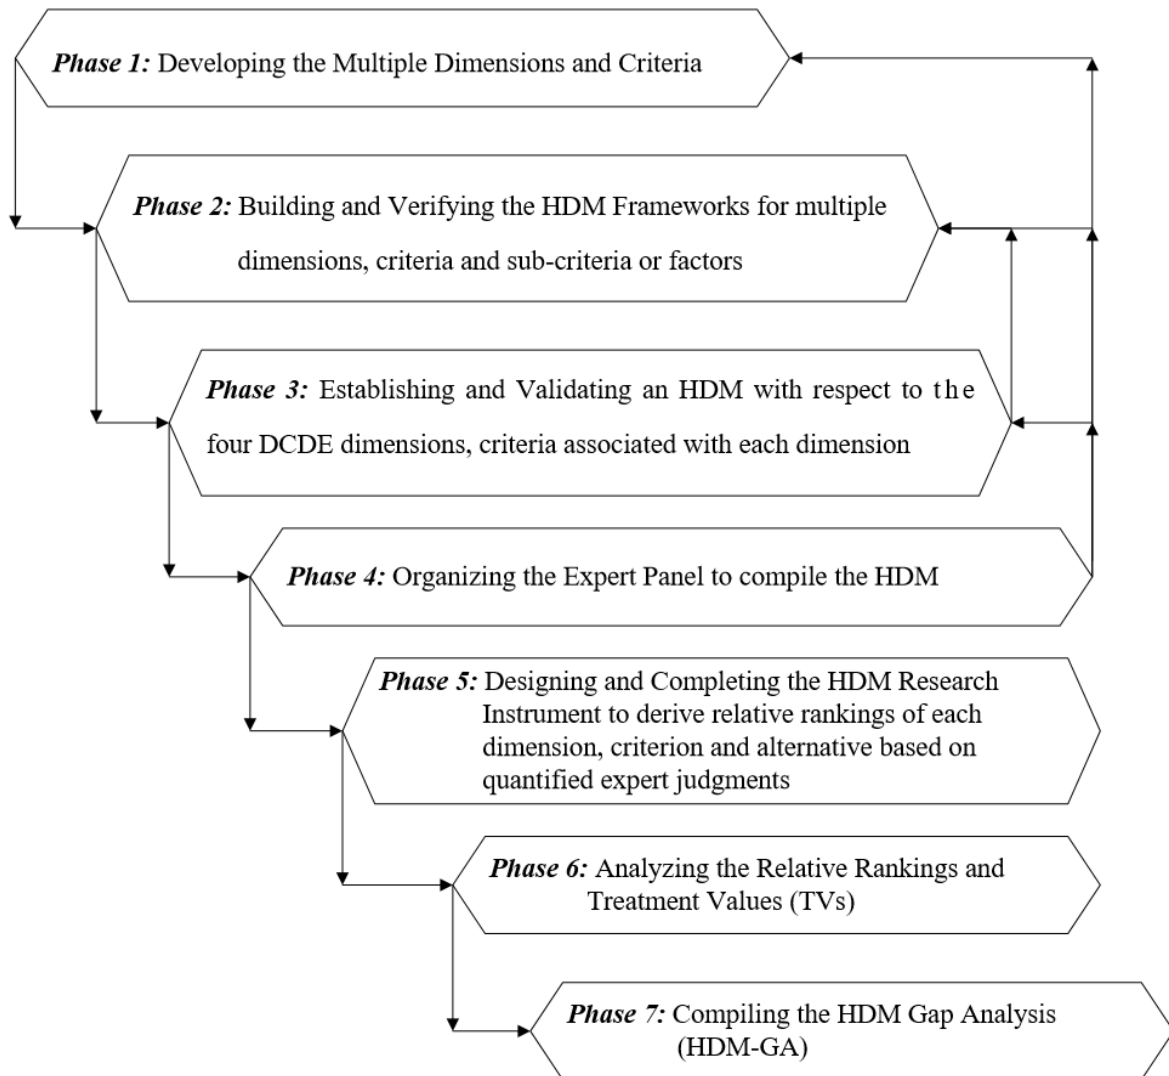 Phase 1: Developing the Multiple Dimensions and Criteria
Phase 2: Building and Verifying the HDM Frameworks for multiple
dimensions, criteria and sub-criteria or factors
Phase 3: Establishing and Validating an HDM with respect to the
four DCDE dimensions, criteria associated with each dimension
Phase 4: Organizing the Expert Panel to compile the HDM
Phase 5: Designing and Completing the HDM Research
Instrument to derive relative rankings of each
dimension, criterion and alternative based on
quantified expert judgments
Phase 6: Analyzing the Relative Rankings and
Treatment Values (TVs)
Phase 7: Compiling the HDM Gap Analysis
(HDM-GA)